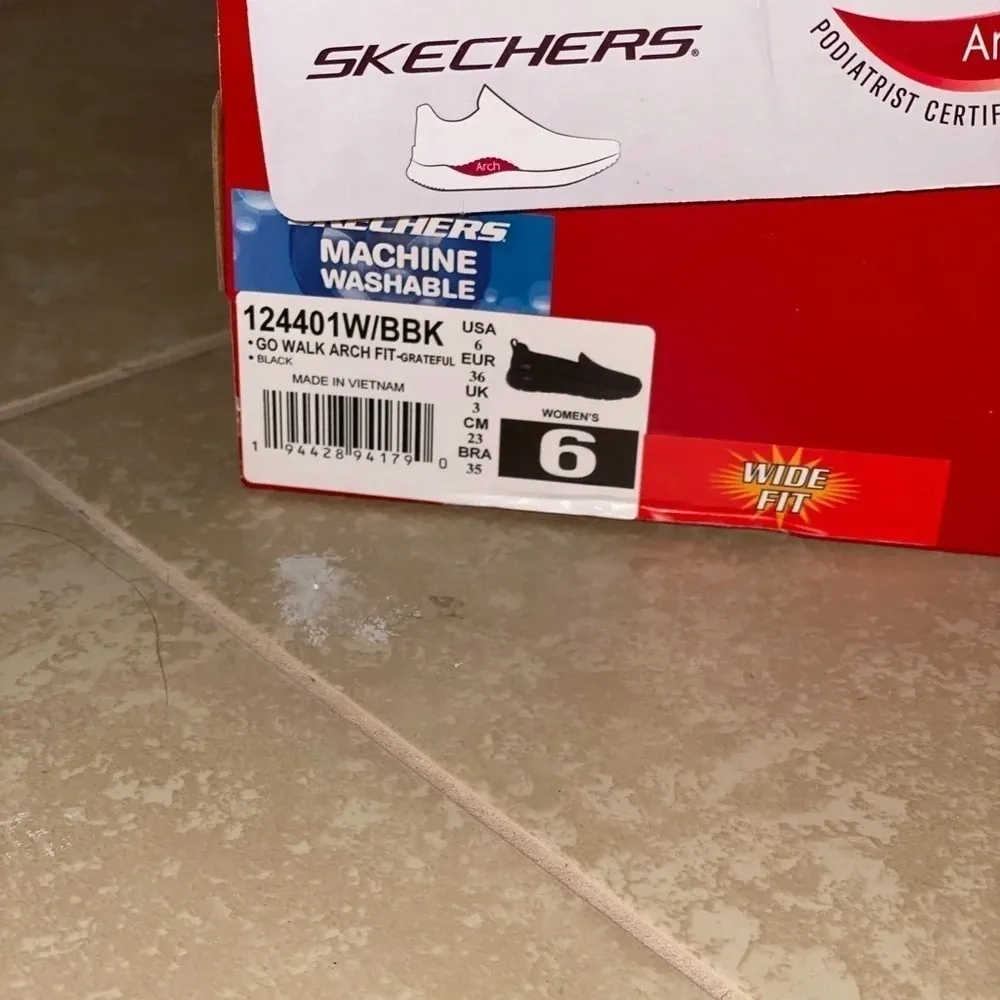 SKECHERS®
Arch
PODIATRIST CERTIF
Ar
SKECHERS
MACHINE
WASHABLE
124401W/BBK
• GO WALK ARCH FIT-GRATEFUL
• BLACK
MADE IN VIETNAM
1 94428 94179 0
USA
6
EUR
36
UK
3
CM
23
BRA
35
WOMEN'S
6
WIDE
FIT